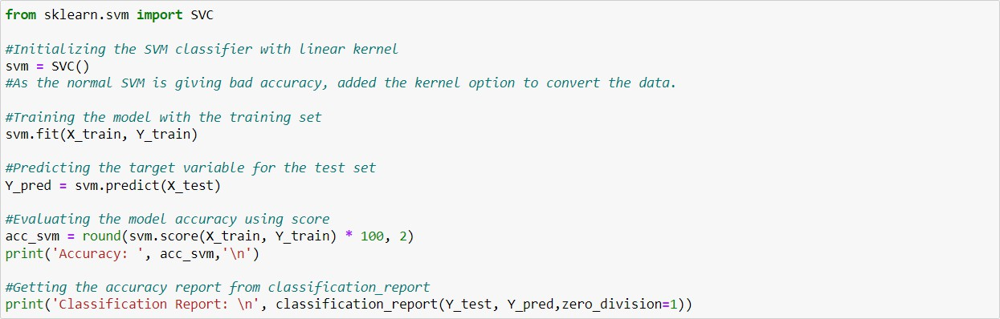 from sklearn.svm import SVC
#Initializing the SVM classifier with linear kernel
svm = SVC()
#As the normal SVM is giving bad accuracy, added the kernel option to convert the data.
#Training the model with the training set
svm.fit(X_train, Y_train)
#Predicting the target variable for the test set
Y_pred = svm.predict(X_test)
#Evaluating the model accuracy using score
acc_svm = round(svm.score(X_train, Y_train) * 100, 2)
print('Accuracy: ', acc_svm,'\n')
#Getting the accuracy report from classification_report
print('Classification Report: \n', classification_report(Y_test, Y_pred,zero_division=1))